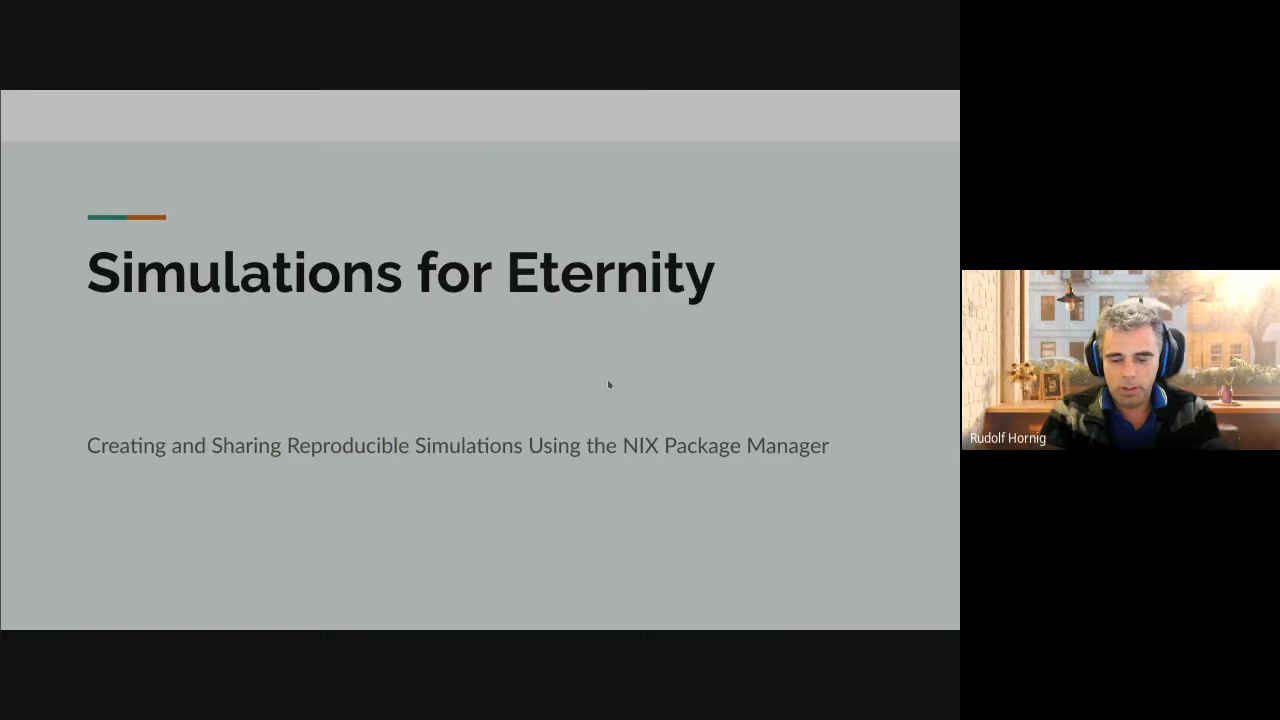 Simulations for Eternity
Creating and Sharing Reproducible Simulations Using the NIX Package Manager
Rudolf Hornig